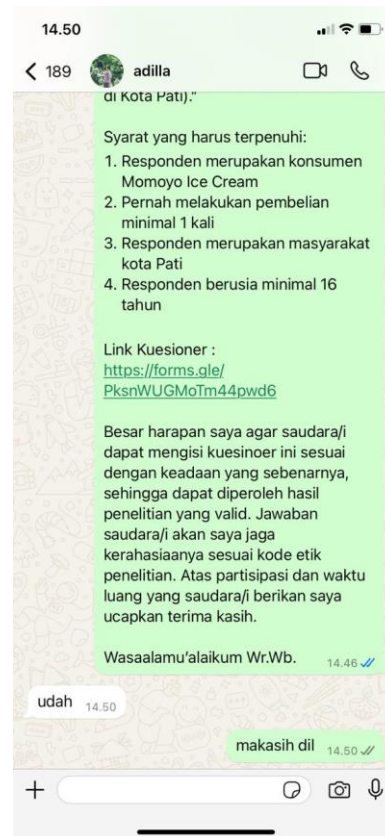 14.50
189
adilla
di Kota Pati)."
Syarat yang harus terpenuhi:
1. Responden merupakan konsumen
Momoyo Ice Cream
2. Pernah melakukan pembelian
minimal 1 kali
3. Responden merupakan masyarakat
kota Pati
4. Responden berusia minimal 16
tahun
Link Kuesioner :
https://forms.gle/
PksnWUGMoTm44pwd6
Besar harapan saya agar saudara/i
dapat mengisi kuesinoer ini sesuai
dengan keadaan yang sebenarnya,
sehingga dapat diperoleh hasil
penelitian yang valid. Jawaban
saudara/i akan saya jaga
kerahasiaanya sesuai kode etik
penelitian. Atas partisipasi dan waktu
luang yang saudara/i berikan saya
ucapkan terima kasih.
Wasaalamu'alaikum Wr.Wb.
14.46
udah 14.50
makasih dil 14.50